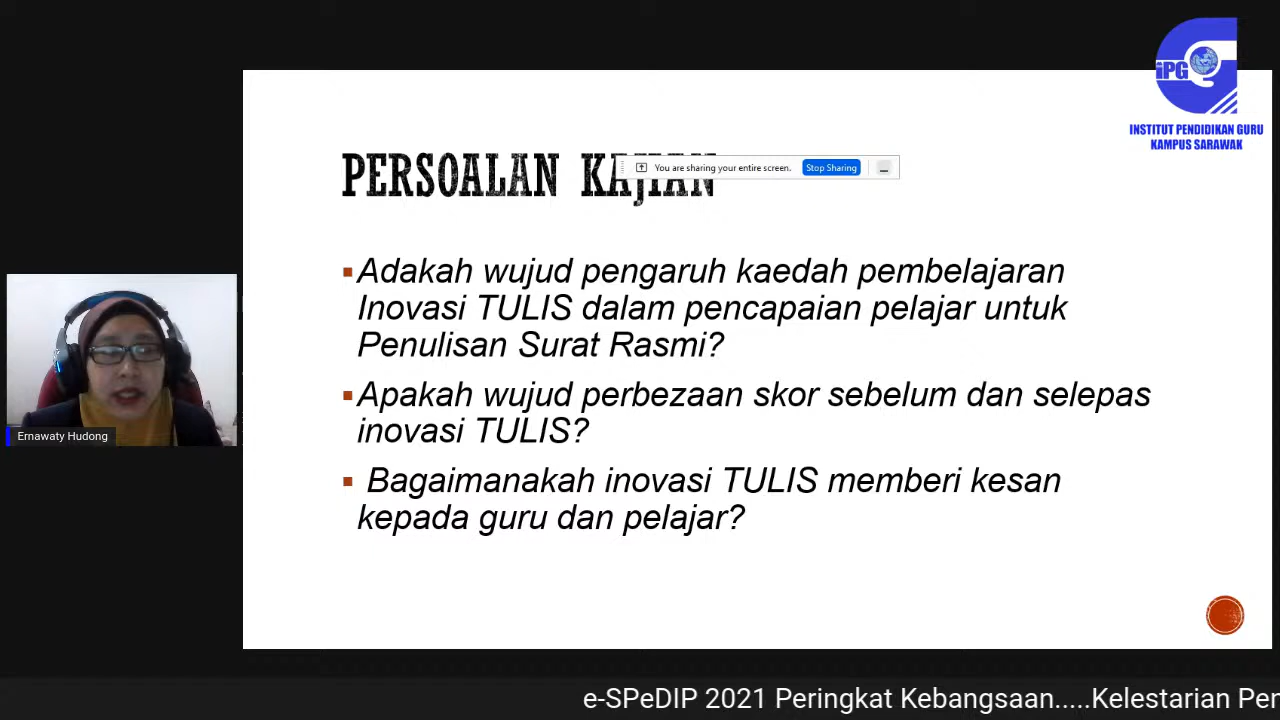 INSTITUT PENDIDIKAN GURU
KAMPUS SARAWAK
iPG
PERSOALAN KAJIAN
You are sharing your entire screen.
Stop Sharing
▪Adakah wujud pengaruh kaedah pembelajaran
Inovasi TULIS dalam pencapaian pelajar untuk
Penulisan Surat Rasmi?
▪Apakah wujud perbezaan skor sebelum dan selepas
inovasi TULIS?
▪ Bagaimanakah inovasi TULIS memberi kesan
kepada guru dan pelajar?
Ernawaty Hudong
e-SPeDIP 2021 Peringkat Kebangsaan.....Kelestarian